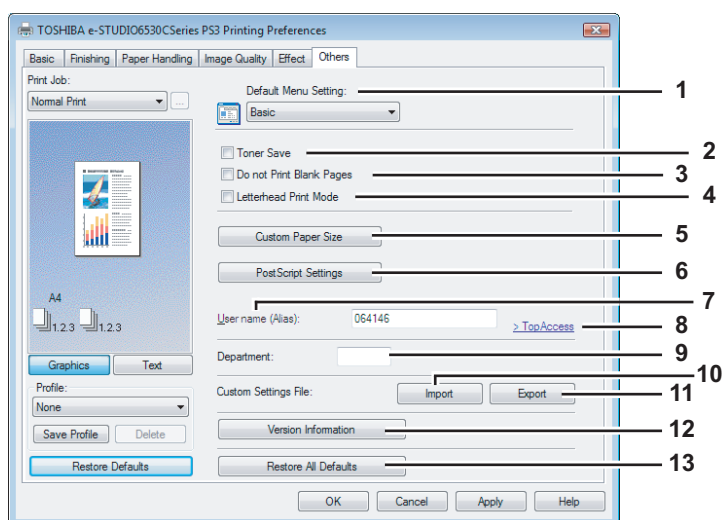 TOSHIBA e-STUDIO6530CSeries PS3 Printing Preferences
Basic Finishing Paper Handling Image Quality Effect Others
Print Job:
Normal Print ...
Default Menu Setting: 1
Basic
Toner Save 2
Do not Print Blank Pages 3
Letterhead Print Mode 4
Custom Paper Size 5
PostScript Settings 6
A4
1.2.3 1.2.3
7
User name (Alias): 064146 > TopAccess 8
Graphics Text
Department: 9
10
Profile:
None
Custom Settings File: Import Export 11
Save Profile Delete
Version Information 12
Restore Defaults
Restore All Defaults 13
OK Cancel Apply Help